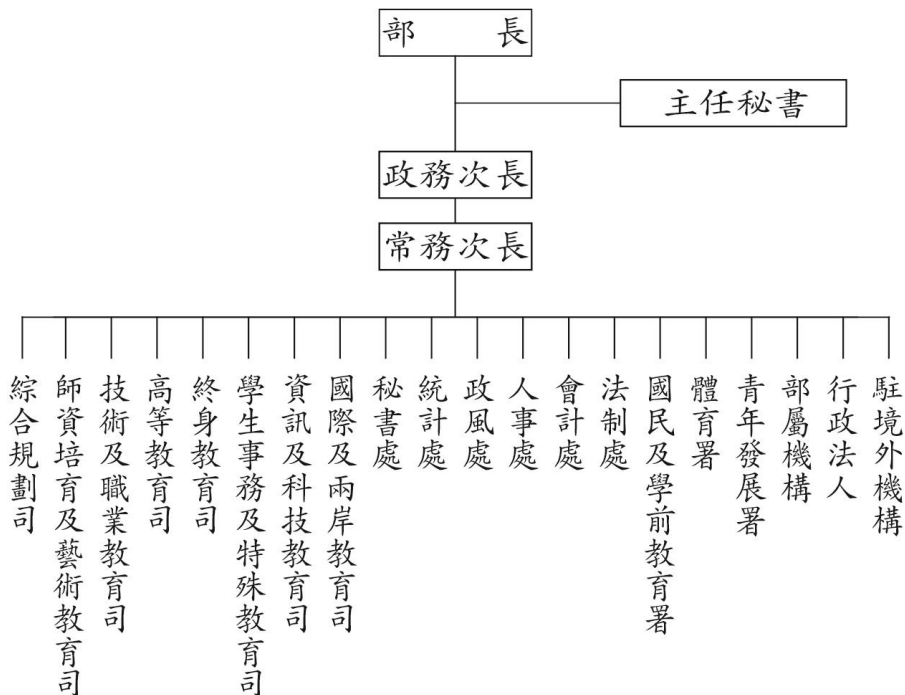 部長
主任秘書
政務次長
常務次長
綜合規劃司
師資培育及藝術教育司
技術及職業教育司
高等教育司
終身教育司
學生事務及特殊教育司
資訊及科技教育司
國際及兩岸教育司
秘書處
統計處
政風處
人事處
會計處
法制處
國民及學前教育署
體育署
青年發展署
部屬機構
行政法人
駐境外機構